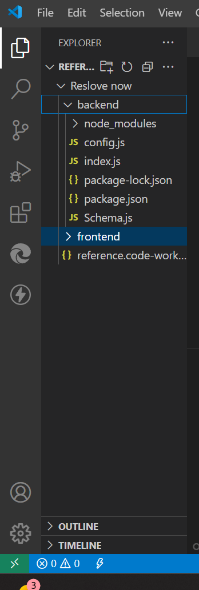 File Edit Selection View G
EXPLORER ...
REFER... ...
Reslove now
backend
node_modules
JS config.js
JS index.js
{} package-lock.json
{} package.json
JS Schema.js
frontend
{} reference.code-work...
OUTLINE
TIMELINE
0 0
3